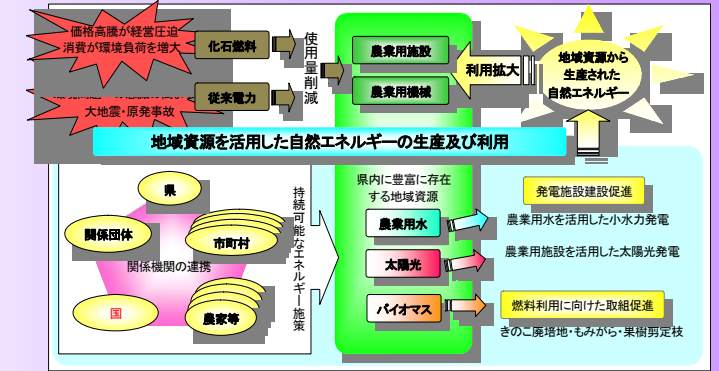 価格高騰が経営圧迫
消費が環境負荷を増大
化石燃料
従来電力
大地震・原発事故
使用量削減
農業用施設
農業用機械
利用拡大
地域資源から
生産された
自然エネルギー
地域資源を活用した自然エネルギーの生産及び利用
県
関係団体
市町村
関係機関の連携
国
農家等
持続可能なエネルギー施策
県内に豊富に存在
する地域資源
農業用水
太陽光
バイオマス
発電施設建設促進
農業用水を活用した小水力発電
農業用施設を活用した太陽光発電
燃料利用に向けた取組促進
きのこ廃培地・もみがら・果樹剪定枝